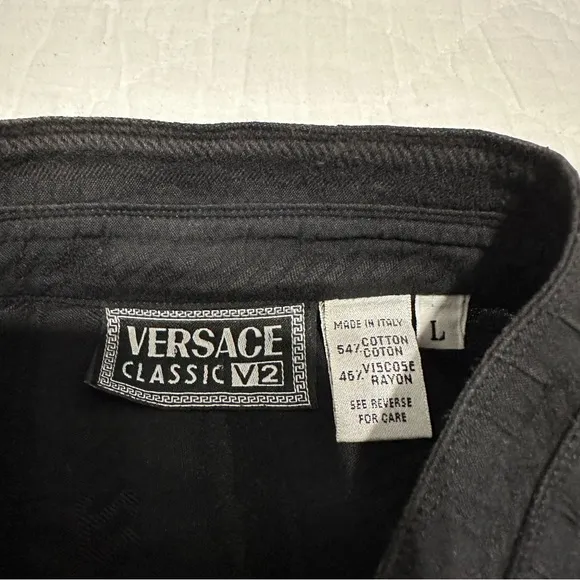 VERSACE
CLASSIC V2
MADE IN ITALY
54% COTTON
COTON
46% VISCOSE
RAYON
SEE REVERSE
FOR CARE
L